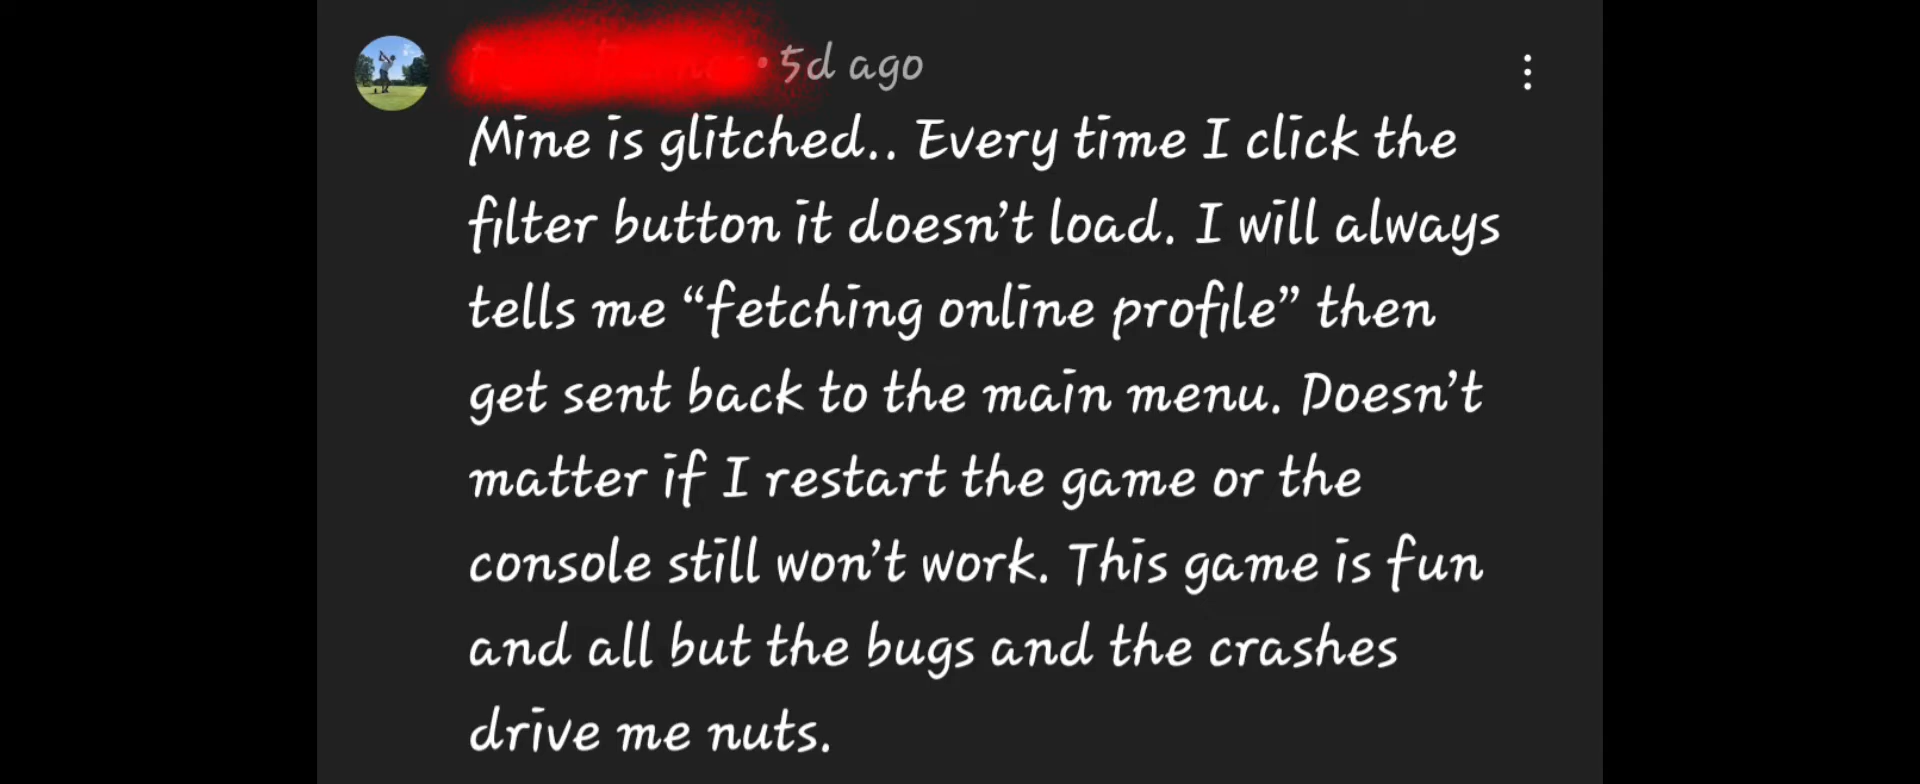 · 5d ago
Mine is glitched.. Every time I click the
filter button it doesn't load. I will always
tells me “fetching online profile” then
get sent back to the main menu. Doesn't
matter if I restart the game or the
console still won't work. This game is fun
and all but the bugs and the crashes
drive me nuts.